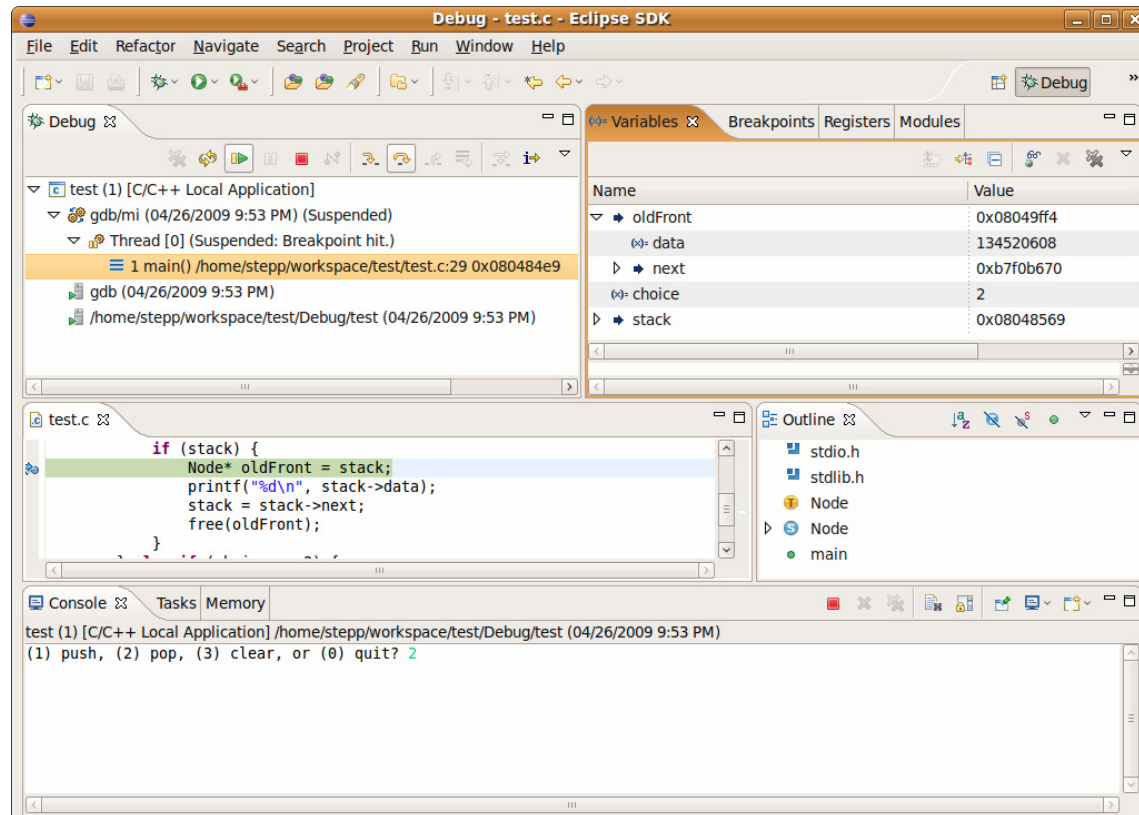 Debug - test.c - Eclipse SDK
File Edit Refactor Navigate Search Project Run Window Help
Debug
»
Debug
Variables Breakpoints Registers Modules
test (1) [C/C++ Local Application]
gdb/mi (04/26/2009 9:53 PM) (Suspended)
Thread [0] (Suspended: Breakpoint hit.)
1 main() /home/stepp/workspace/test/test.c:29 0x080484e9
gdb (04/26/2009 9:53 PM)
/home/stepp/workspace/test/Debug/test (04/26/2009 9:53 PM)
Name Value
oldFront 0x08049ff4
(x)= data 134520608
next 0xb7f0b670
(x)= choice 2
stack 0x08048569
test.c
if (stack) {
Node* oldFront = stack;
printf("%d\n", stack->data);
stack = stack->next;
free(oldFront);
}
Outline
stdio.h
stdlib.h
Node
Node
main
Console Tasks Memory
test (1) [C/C++ Local Application] /home/stepp/workspace/test/Debug/test (04/26/2009 9:53 PM)
(1) push, (2) pop, (3) clear, or (0) quit? 2